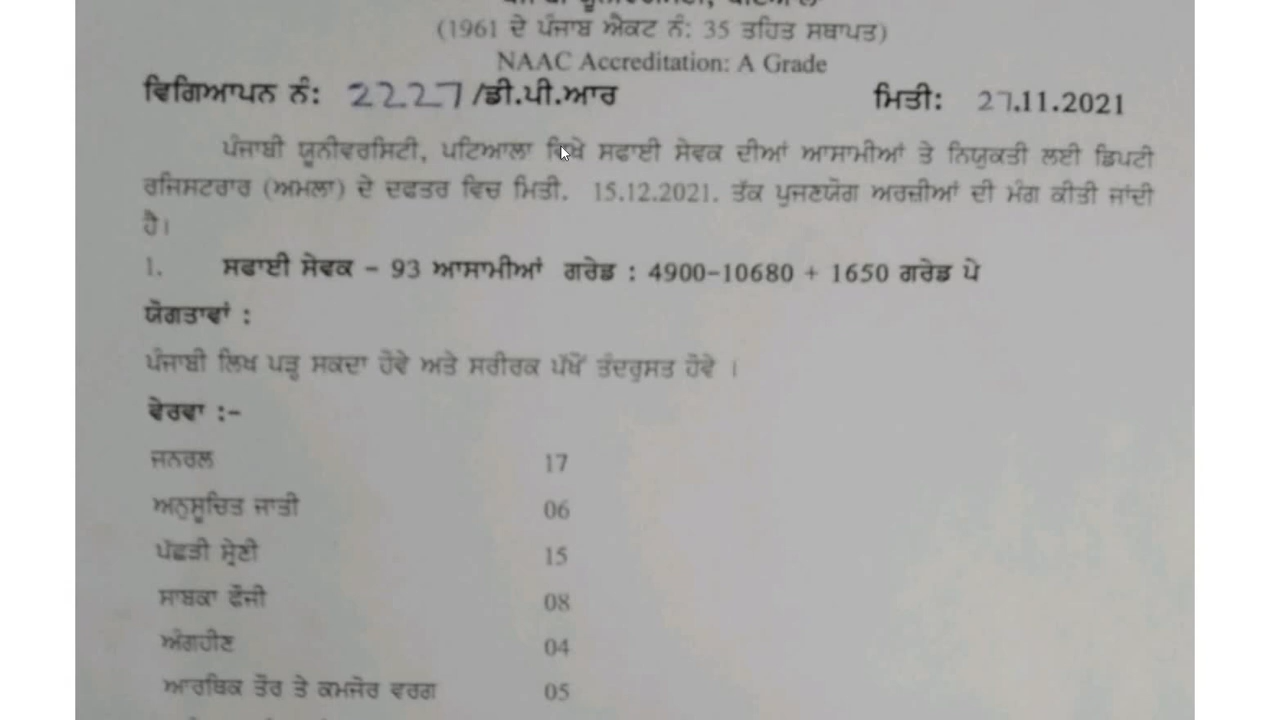 (1961 ਦੇ ਪੰਜਾਬ ਐਕਟ ਨੰ: 35 ਤਹਿਤ ਸਥਾਪਤ)
NAAC Accreditation: A Grade
ਵਿਗਿਆਪਨ ਨੰ: 2227/ਡੀ.ਪੀ.ਆਰ ਮਿਤੀ: 27.11.2021
ਪੰਜਾਬੀ ਯੂਨੀਵਰਸਿਟੀ, ਪਟਿਆਲਾ ਵਿਖੇ ਸਫਾਈ ਸੇਵਕ ਦੀਆਂ ਆਸਾਮੀਆਂ ਤੇ ਨਿਯੁਕਤੀ ਲਈ ਡਿਪਟੀ
ਰਜਿਸਟਰਾਰ (ਅਮਲਾ) ਦੇ ਦਫਤਰ ਵਿਚ ਮਿਤੀ. 15.12.2021. ਤੱਕ ਪੁਜਣਯੋਗ ਅਰਜ਼ੀਆਂ ਦੀ ਮੰਗ ਕੀਤੀ ਜਾਂਦੀ
ਹੈ।
1. ਸਫਾਈ ਸੇਵਕ - 93 ਆਸਾਮੀਆਂ ਗਰੇਡ : 4900-10680 + 1650 ਗਰੇਡ ਪੇ
ਯੋਗਤਾਵਾਂ :
ਪੰਜਾਬੀ ਲਿਖ ਪੜ੍ਹ ਸਕਦਾ ਹੋਵੇ ਅਤੇ ਸਰੀਰਕ ਪੱਖੋਂ ਤੰਦਰੁਸਤ ਹੋਵੇ ।
ਵੇਰਵਾ :-
ਜਨਰਲ 17
ਅਨੁਸੂਚਿਤ ਜਾਤੀ 06
ਪੱਛੜੀ ਸ਼੍ਰੇਣੀ 15
ਸਾਬਕਾ ਫੌਜੀ 08
ਅੰਗਹੀਣ 04
ਆਰਥਿਕ ਤੌਰ ਤੇ ਕਮਜੋਰ ਵਰਗ 05